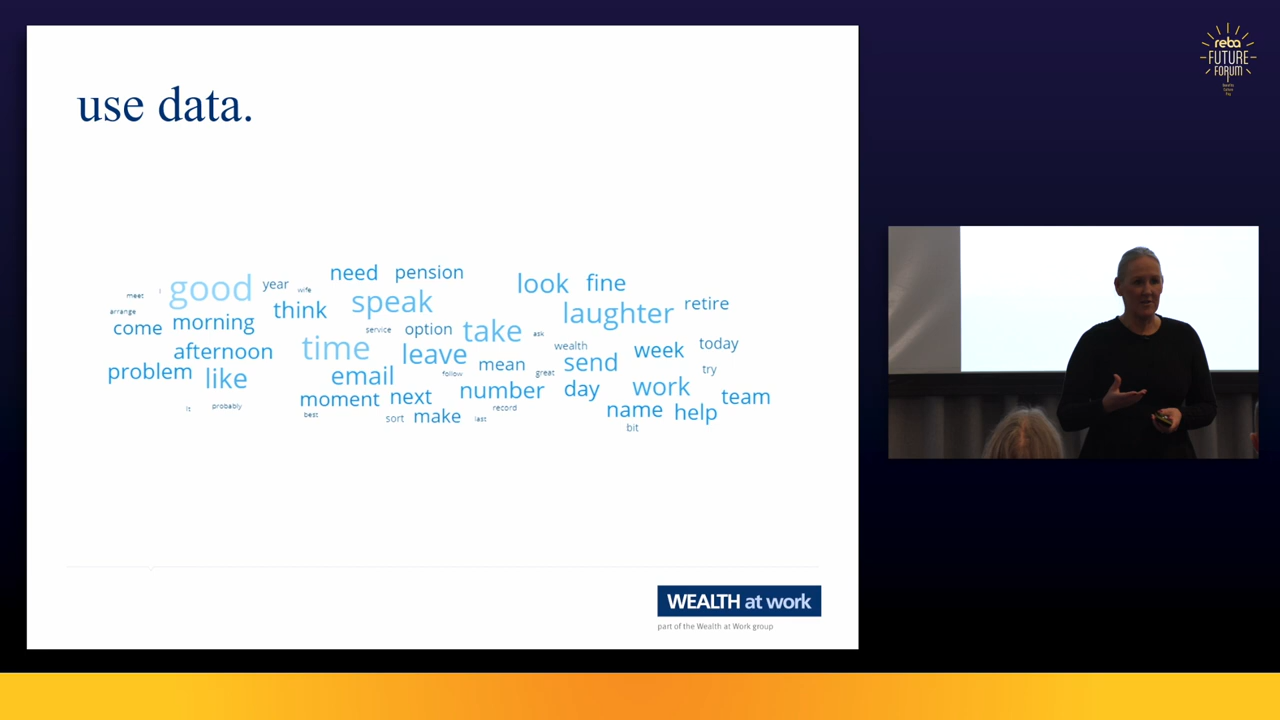 use data.
need pension
look fine
good year wife
meet
think speak
laughter retire
arrange
come morning
service option take ask
wealth
afternoon time leave mean send week today
problem like email follow great try
moment next number day work team
it probably best sort make last record name help
bit
WEALTH at work
part of the Wealth at Work group
reba
FUTURE
FORUM